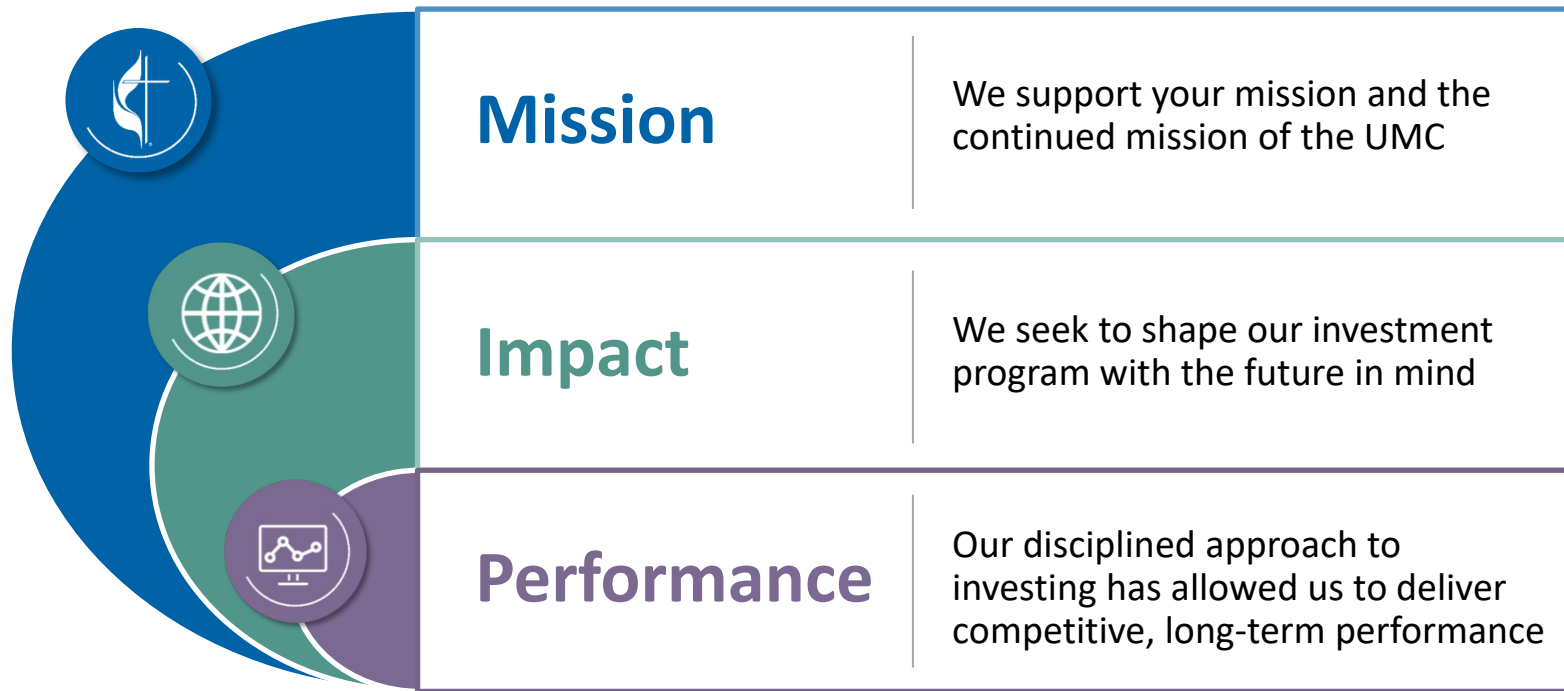 Mission
We support your mission and the
continued mission of the UMC
Impact
We seek to shape our investment
program with the future in mind
Performance
Our disciplined approach to
investing has allowed us to deliver
competitive, long-term performance